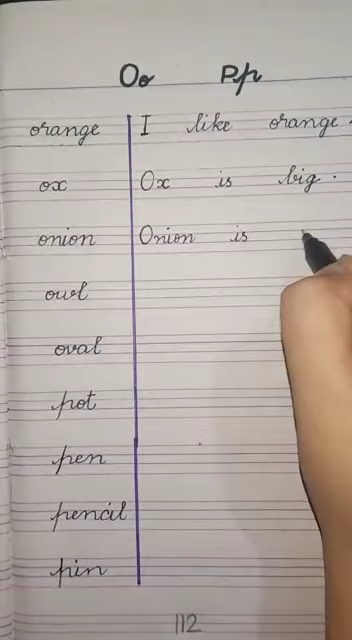 Oo Pp
orange I like orange.
ox Ox is big.
onion Onion is
owl
oval
pot
pen
pencil
pin
112